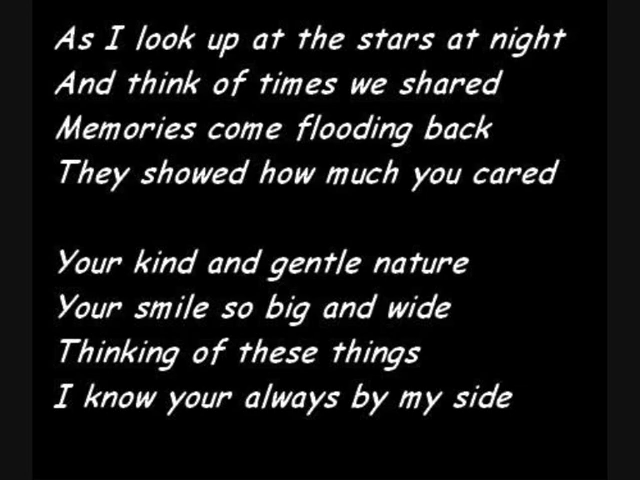 As I look up at the stars at night
And think of times we shared
Memories come flooding back
They showed how much you cared
Your kind and gentle nature
Your smile so big and wide
Thinking of these things
I know your always by my side